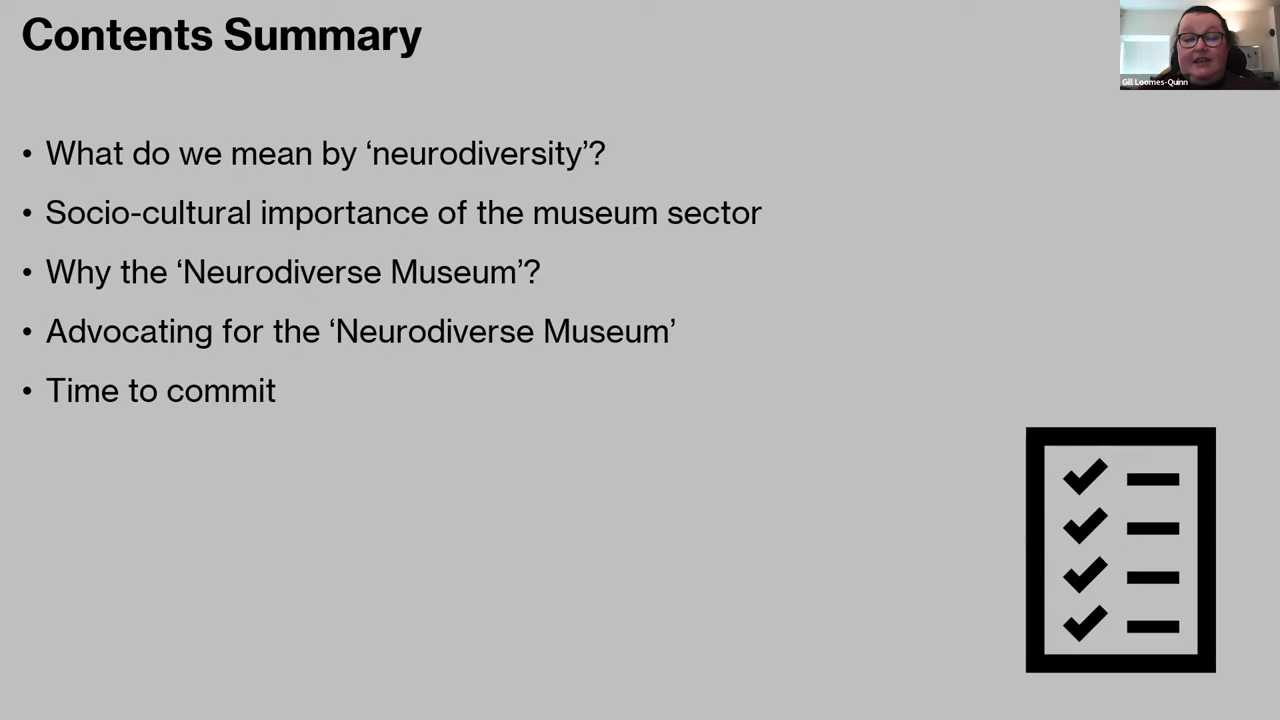 Contents Summary
Gill Loomes-Quinn
• What do we mean by ‘neurodiversity’?
• Socio-cultural importance of the museum sector
• Why the ‘Neurodiverse Museum’?
• Advocating for the ‘Neurodiverse Museum’
• Time to commit